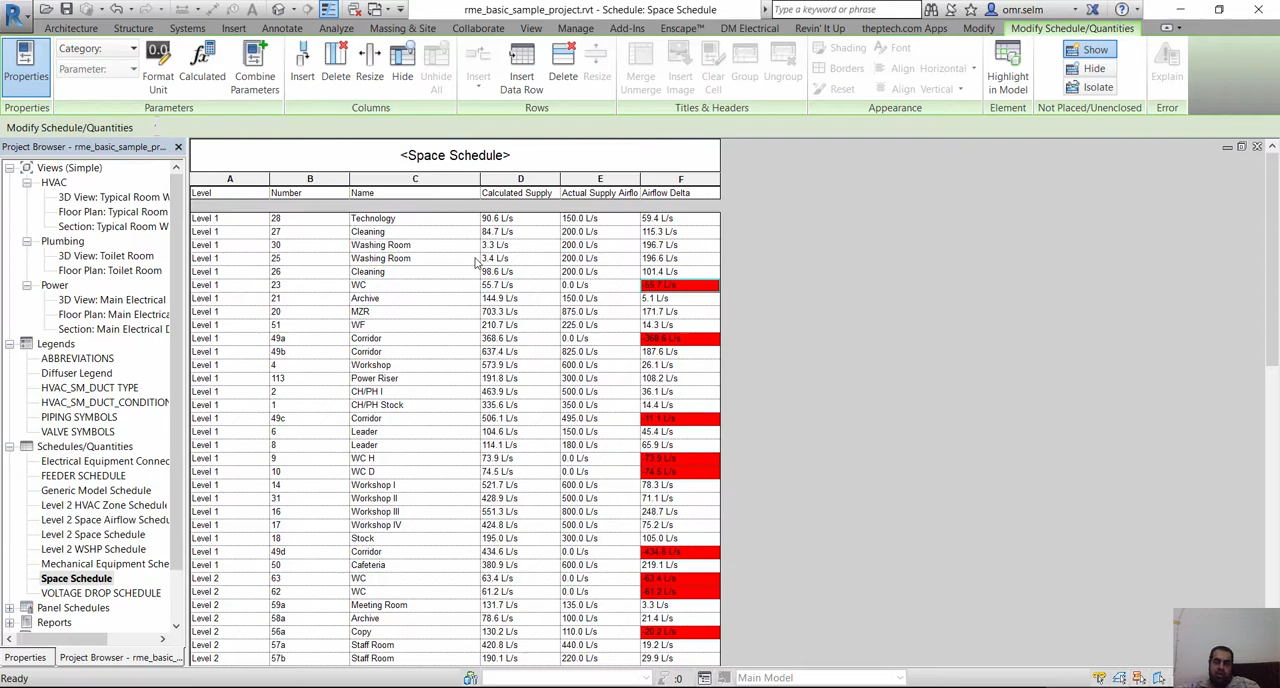 rme_basic_sample_project.rvt - Schedule: Space Schedule
Type a keyword or phrase
omr.selm
Architecture Structure Systems Insert Annotate Analyze Massing & Site Collaborate View Manage Add-Ins Enscape™ DM Electrical Revin' It Up theptech.com Apps Modify Modify Schedule/Quantities
Properties
Category:
Parameter:
Format Unit
Calculated
Combine Parameters
Insert
Delete
Resize
Hide
Unhide All
Insert
Insert Data Row
Delete
Resize
Merge Unmerge
Insert Image
Clear Cell
Group
Ungroup
Shading
Borders
Reset
Font
Align Horizontal
Align Vertical
Highlight in Model
Show
Hide
Isolate
Explain
Properties Parameters Columns Rows Titles & Headers Appearance Element Not Placed/Unenclosed Error
Modify Schedule/Quantities
Project Browser - rme_basic_sample_pr...
Views (Simple)
HVAC
3D View: Typical Room W
Floor Plan: Typical Room
Section: Typical Room W
Plumbing
3D View: Toilet Room
Floor Plan: Toilet Room
Power
3D View: Main Electrical
Floor Plan: Main Electrica
Section: Main Electrical D
Legends
ABBREVIATIONS
Diffuser Legend
HVAC_SM_DUCT TYPE
HVAC_SM_DUCT_CONDITION
PIPING SYMBOLS
VALVE SYMBOLS
Schedules/Quantities
Electrical Equipment Connec
FEEDER SCHEDULE
Generic Model Schedule
Level 2 HVAC Zone Schedule
Level 2 Space Airflow Schedu
Level 2 Space Schedule
Level 2 WSHP Schedule
Mechanical Equipment Sche
Space Schedule
VOLTAGE DROP SCHEDULE
Panel Schedules
Reports
Properties Project Browser - rme_basic_...
<Space Schedule>
A B C D E F
Level Number Name Calculated Supply Actual Supply Airflo Airflow Delta
Level 1 28 Technology 90.6 L/s 150.0 L/s 59.4 L/s
Level 1 27 Cleaning 84.7 L/s 200.0 L/s 115.3 L/s
Level 1 30 Washing Room 3.3 L/s 200.0 L/s 196.7 L/s
Level 1 25 Washing Room 3.4 L/s 200.0 L/s 196.6 L/s
Level 1 26 Cleaning 98.6 L/s 200.0 L/s 101.4 L/s
Level 1 23 WC 55.7 L/s 0.0 L/s -55.7 L/s
Level 1 21 Archive 144.9 L/s 150.0 L/s 5.1 L/s
Level 1 20 MZR 703.3 L/s 875.0 L/s 171.7 L/s
Level 1 51 WF 210.7 L/s 225.0 L/s 14.3 L/s
Level 1 49a Corridor 368.6 L/s 0.0 L/s -368.6 L/s
Level 1 49b Corridor 637.4 L/s 825.0 L/s 187.6 L/s
Level 1 4 Workshop 573.9 L/s 600.0 L/s 26.1 L/s
Level 1 113 Power Riser 191.8 L/s 300.0 L/s 108.2 L/s
Level 1 2 CH/PH I 463.9 L/s 500.0 L/s 36.1 L/s
Level 1 1 CH/PH Stock 335.6 L/s 350.0 L/s 14.4 L/s
Level 1 49c Corridor 506.1 L/s 495.0 L/s -11.1 L/s
Level 1 6 Leader 104.6 L/s 150.0 L/s 45.4 L/s
Level 1 8 Leader 114.1 L/s 180.0 L/s 65.9 L/s
Level 1 9 WC H 73.9 L/s 0.0 L/s -73.9 L/s
Level 1 10 WC D 74.5 L/s 0.0 L/s -74.5 L/s
Level 1 14 Workshop I 521.7 L/s 600.0 L/s 78.3 L/s
Level 1 31 Workshop II 428.9 L/s 500.0 L/s 71.1 L/s
Level 1 16 Workshop III 551.3 L/s 800.0 L/s 248.7 L/s
Level 1 17 Workshop IV 424.8 L/s 500.0 L/s 75.2 L/s
Level 1 18 Stock 195.0 L/s 300.0 L/s 105.0 L/s
Level 1 49d Corridor 434.6 L/s 0.0 L/s -434.6 L/s
Level 1 50 Cafeteria 380.9 L/s 600.0 L/s 219.1 L/s
Level 2 63 WC 63.4 L/s 0.0 L/s -63.4 L/s
Level 2 62 WC 61.2 L/s 0.0 L/s -61.2 L/s
Level 2 59a Meeting Room 131.7 L/s 135.0 L/s 3.3 L/s
Level 2 58a Archive 78.6 L/s 100.0 L/s 21.4 L/s
Level 2 56a Copy 130.2 L/s 110.0 L/s -20.2 L/s
Level 2 57a Staff Room 420.8 L/s 440.0 L/s 19.2 L/s
Level 2 57b Staff Room 190.1 L/s 220.0 L/s 29.9 L/s
Ready
:0
Main Model